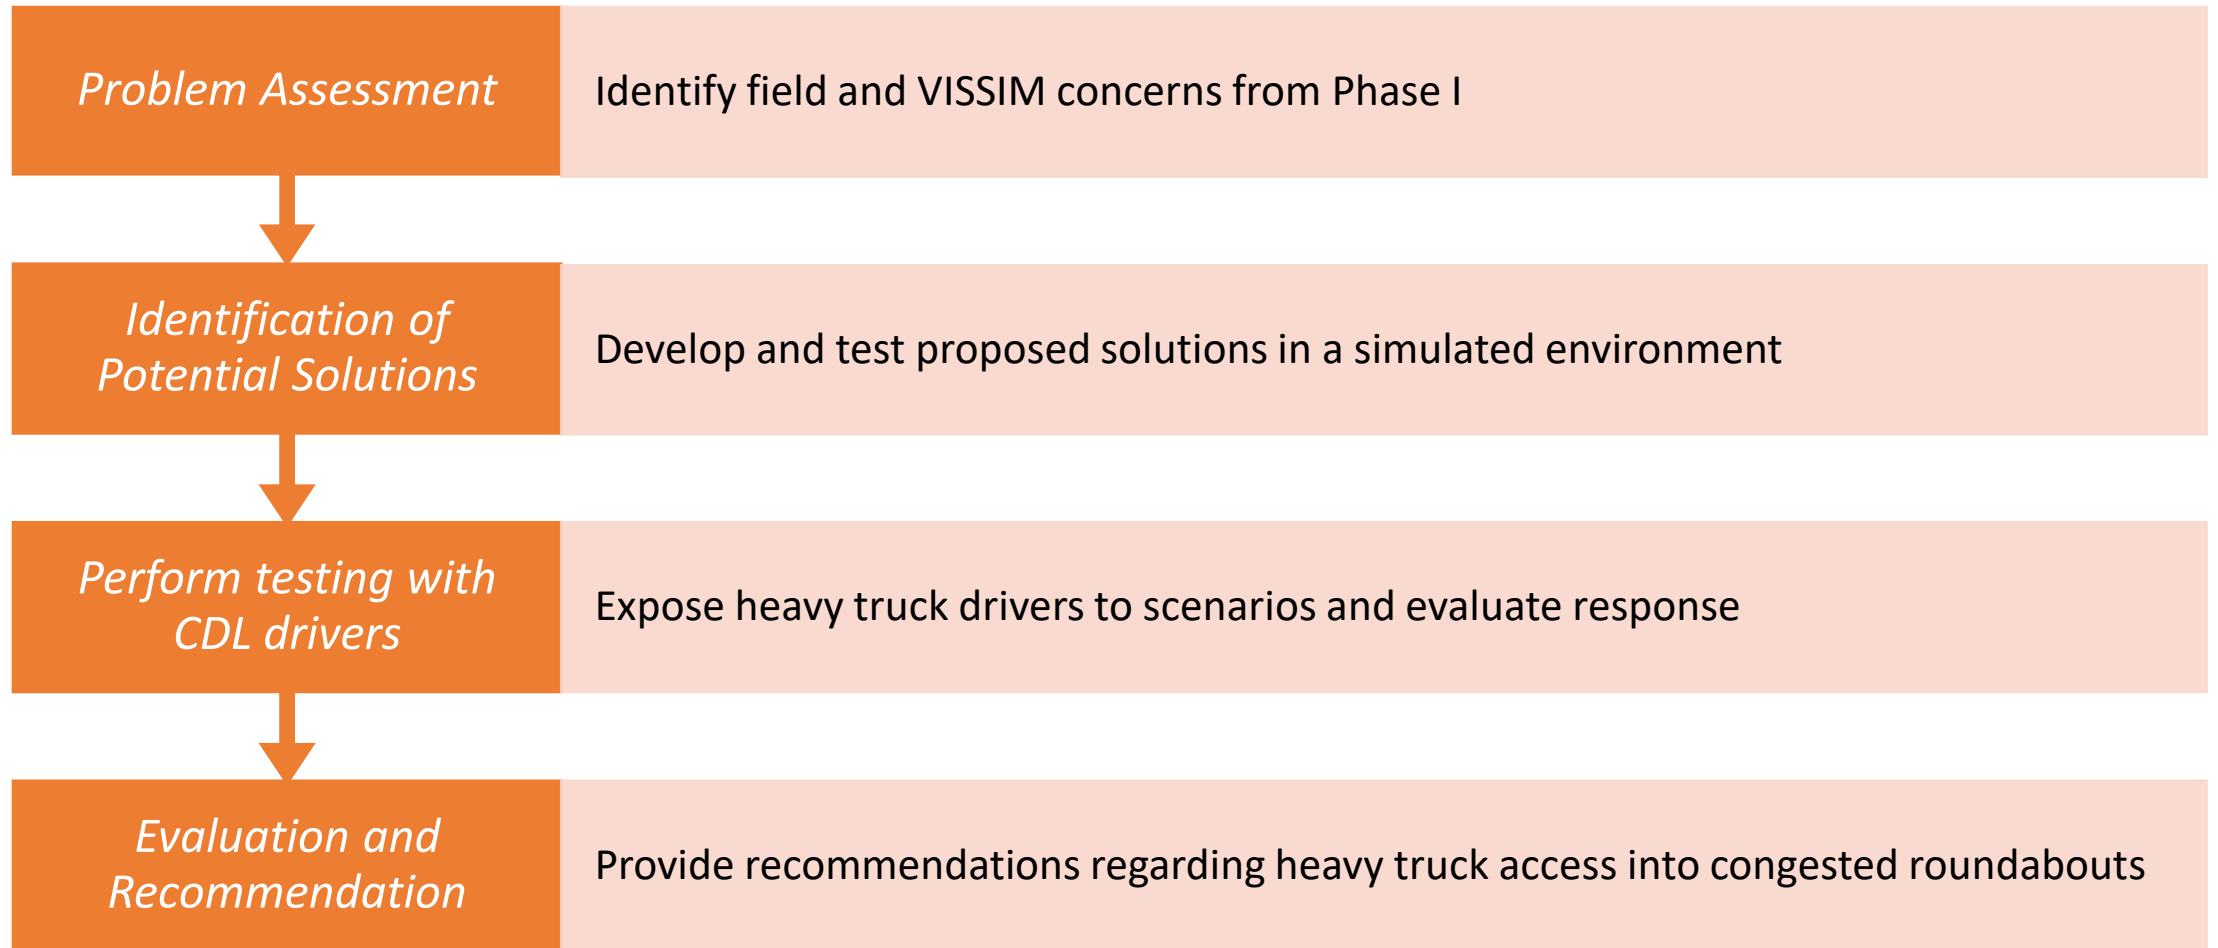 Problem Assessment
Identify field and VISSIM concerns from Phase I
Identification of
Potential Solutions
Develop and test proposed solutions in a simulated environment
Perform testing with
CDL drivers
Expose heavy truck drivers to scenarios and evaluate response
Evaluation and
Recommendation
Provide recommendations regarding heavy truck access into congested roundabouts